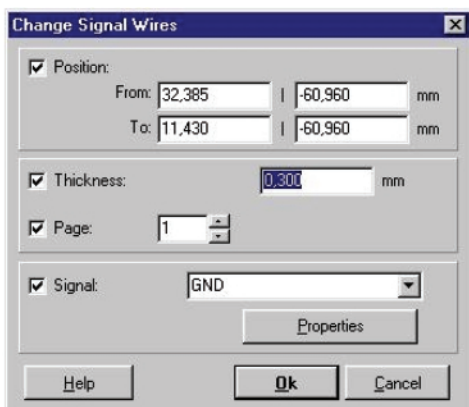 Change Signal Wires
Position:
From: 32,385 | -60,960 mm
To: 11,430 | -60,960 mm
Thickness: 0,300 mm
Page: 1
Signal: GND
Properties
Help Ok Cancel